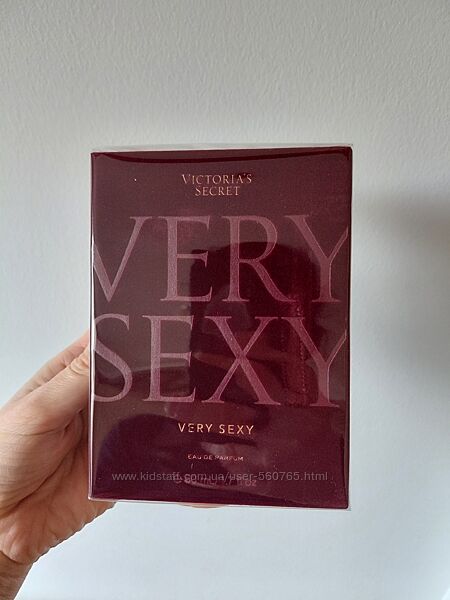 VICTORIA'S
SECRET
VERY
SEXY
VERY SEXY
EAU DE PARFUM
www.kidstaff.com.ua/user-560765.html